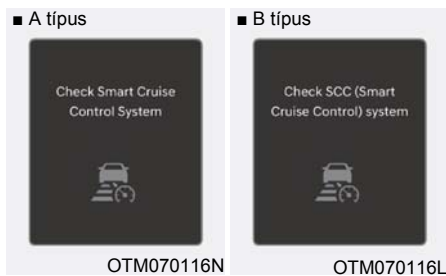 ■ A típus
Check Smart Cruise
Control System
OTM070116N
■ B típus
Check SCC (Smart
Cruise Control) system
OTM070116L